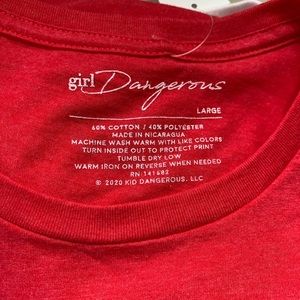 girl Dangerous
LARGE
60% COTTON / 40% POLYESTER
MADE IN NICARAGUA
MACHINE WASH WARM WITH LIKE COLORS
TURN INSIDE OUT TO PROTECT PRINT
TUMBLE DRY LOW
WARM IRON ON REVERSE WHEN NEEDED
RN 141602
© 2020 KID DANGEROUS, LLC